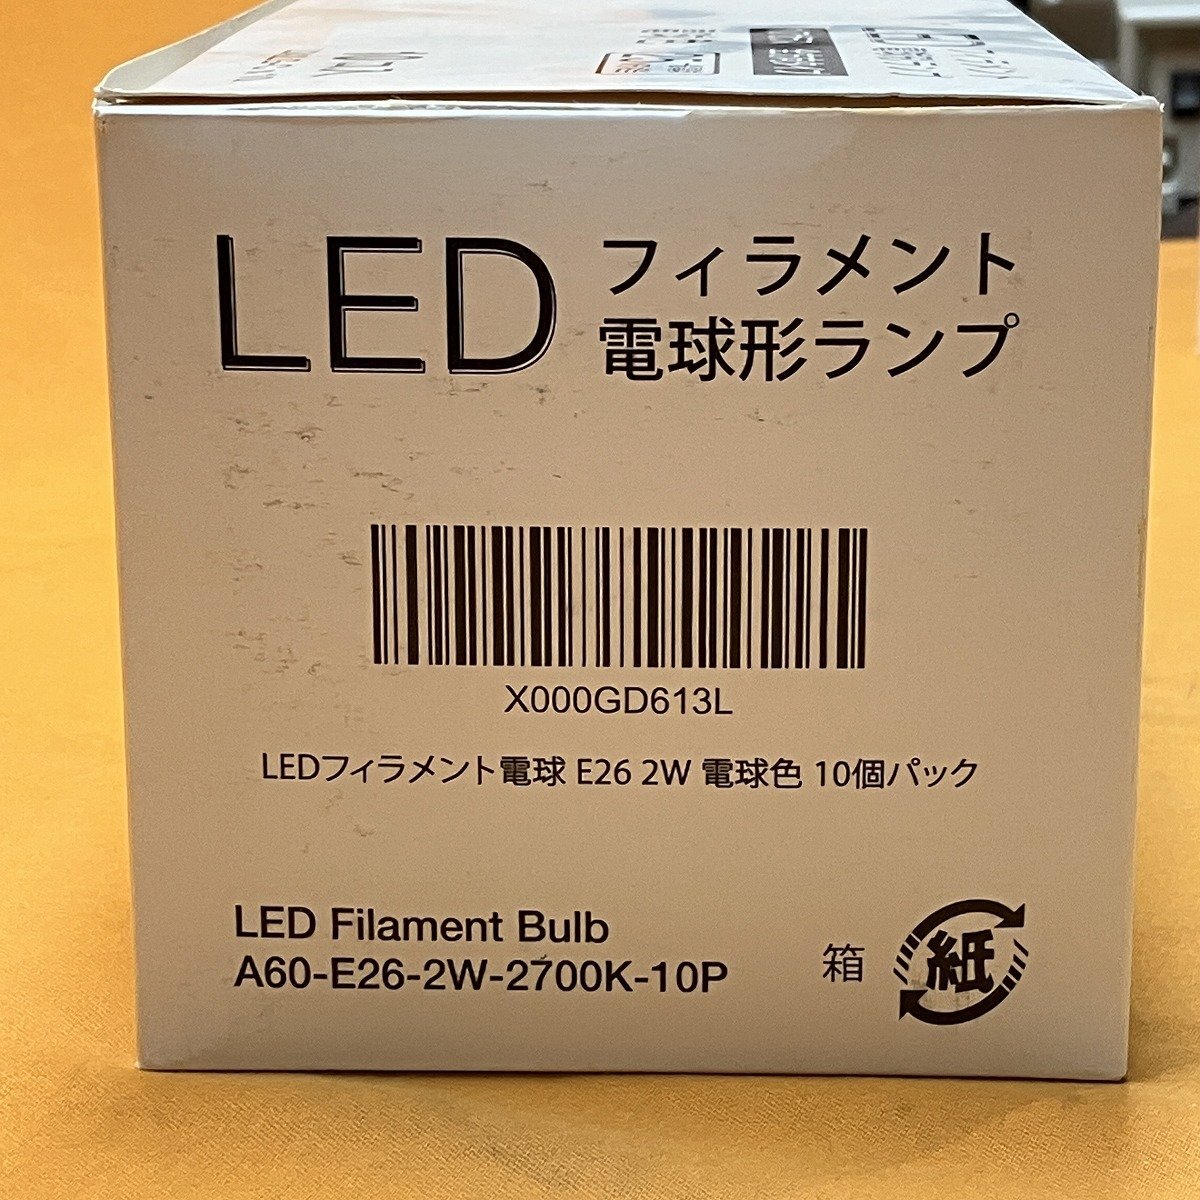 LED フィラメント
電球形ランプ
X000GD613L
LEDフィラメント電球 E26 2W 電球色 10個パック
LED Filament Bulb
A60-E26-2W-2700K-10P
箱 紙